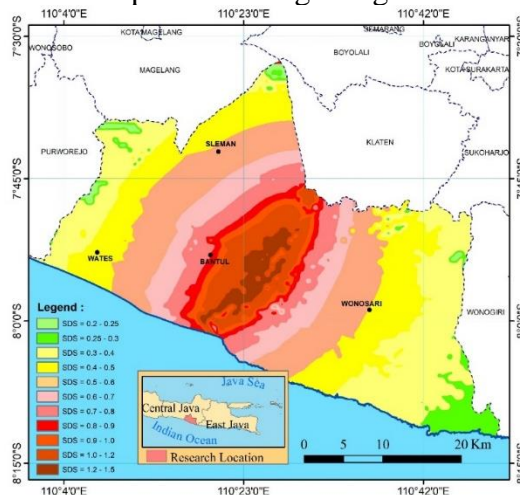 110°4'0"E 110°23'0"E 110°42'0"E
KOTA MAGELANG
SEMARANG
KARANGANYAR
WONOSOBO
MAGELANG
BOYOLALI
BOYOLALI
KOTA SURAKARTA
PURWOREJO
SLEMAN
KLATEN
SUKOHARJO
WATES
BANTUL
WONOSARI
WONOGIRI
7°30'0"S
7°45'0"S
8°0'0"S
8°15'0"S
Legend :
SDS = 0.2 - 0.25
SDS = 0.25 - 0.3
SDS = 0.3 - 0.4
SDS = 0.4 - 0.5
SDS = 0.5 - 0.6
SDS = 0.6 - 0.7
SDS = 0.7 - 0.8
SDS = 0.8 - 0.9
SDS = 0.9 - 1.0
SDS = 1.0 - 1.2
SDS = 1.2 - 1.5
Java Sea
Central Java
East Java
Indian Ocean
Research Location
0 5 10 20 Km
110°4'0"E 110°23'0"E 110°42'0"E